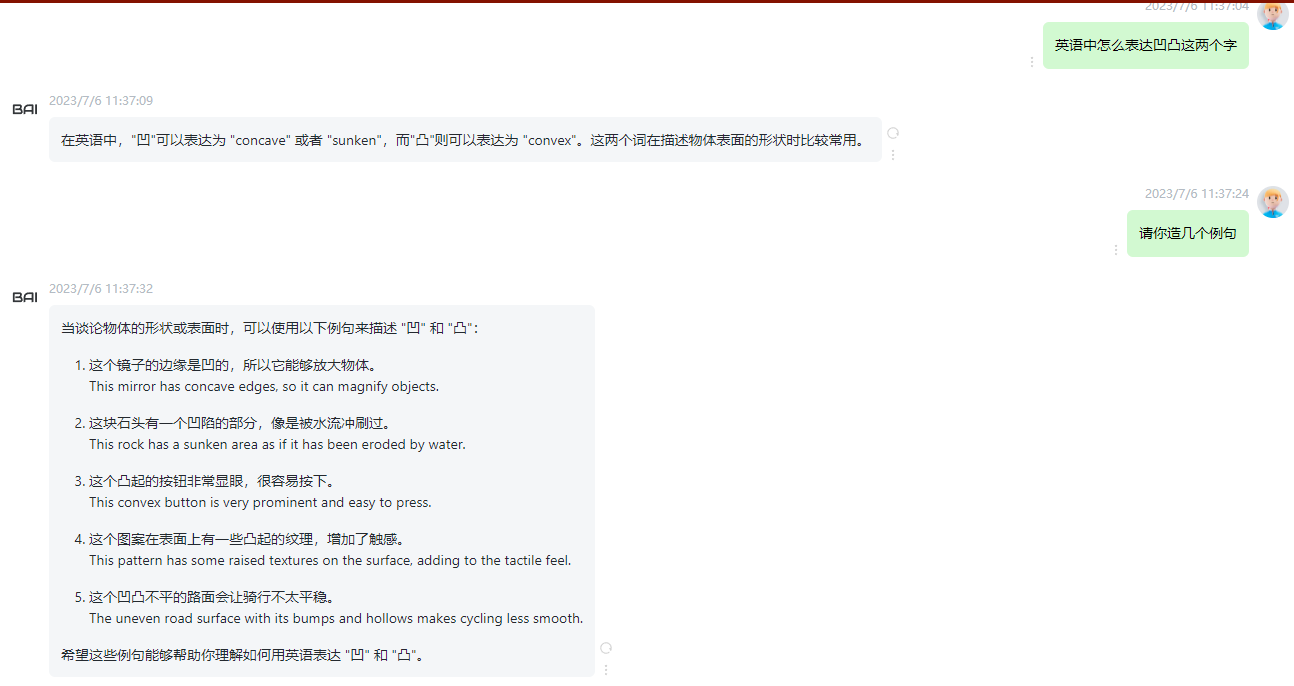 2023/7/6 11:37:04
英语中怎么表达凹凸这两个字
BAI
2023/7/6 11:37:09
在英语中，"凹"可以表达为 "concave" 或者 "sunken"，而"凸"则可以表达为 "convex"。这两个词在描述物体表面的形状时比较常用。
2023/7/6 11:37:24
请你造几个例句
BAI
2023/7/6 11:37:32
当谈论物体的形状或表面时，可以使用以下例句来描述 "凹" 和 "凸"：
1. 这个镜子的边缘是凹的，所以它能够放大物体。
This mirror has concave edges, so it can magnify objects.
2. 这块石头有一个凹陷的部分，像是被水流冲刷过。
This rock has a sunken area as if it has been eroded by water.
3. 这个凸起的按钮非常显眼，很容易按下。
This convex button is very prominent and easy to press.
4. 这个图案在表面上有一些凸起的纹理，增加了触感。
This pattern has some raised textures on the surface, adding to the tactile feel.
5. 这个凹凸不平的路面会让骑行不太平稳。
The uneven road surface with its bumps and hollows makes cycling less smooth.
希望这些例句能够帮助你理解如何用英语表达 "凹" 和 "凸"。